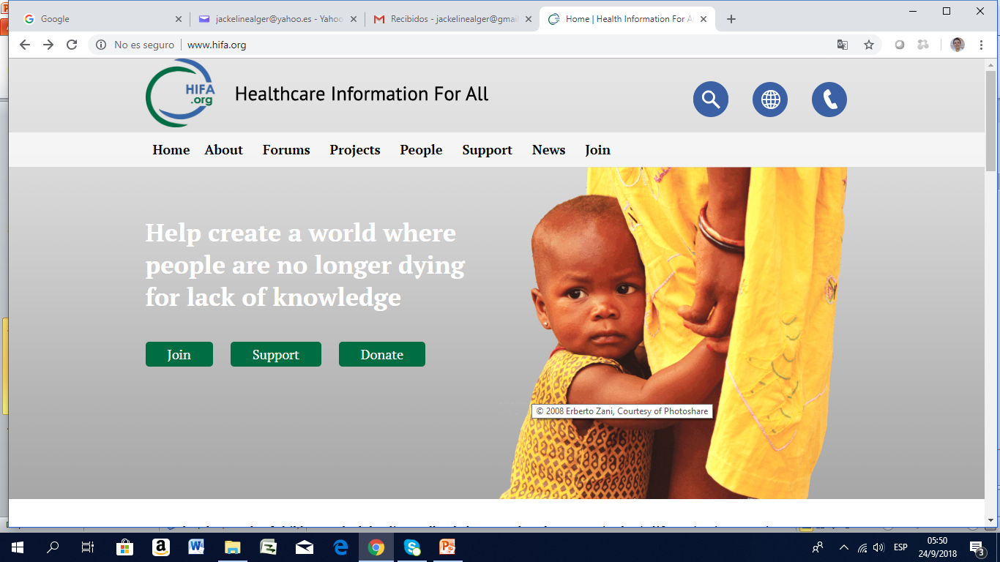 Google
jackelinealger@yahoo.es - Yahoo
Recibidos - jackelinealger@gmail
Home | Health Information For A
No es seguro
www.hifa.org
HIFA
.org
Healthcare Information For All
Home About Forums Projects People Support News Join
Help create a world where
people are no longer dying
for lack of knowledge
Join Support Donate
© 2008 Erberto Zani, Courtesy of Photoshare
ESP
05:50
24/9/2018
3